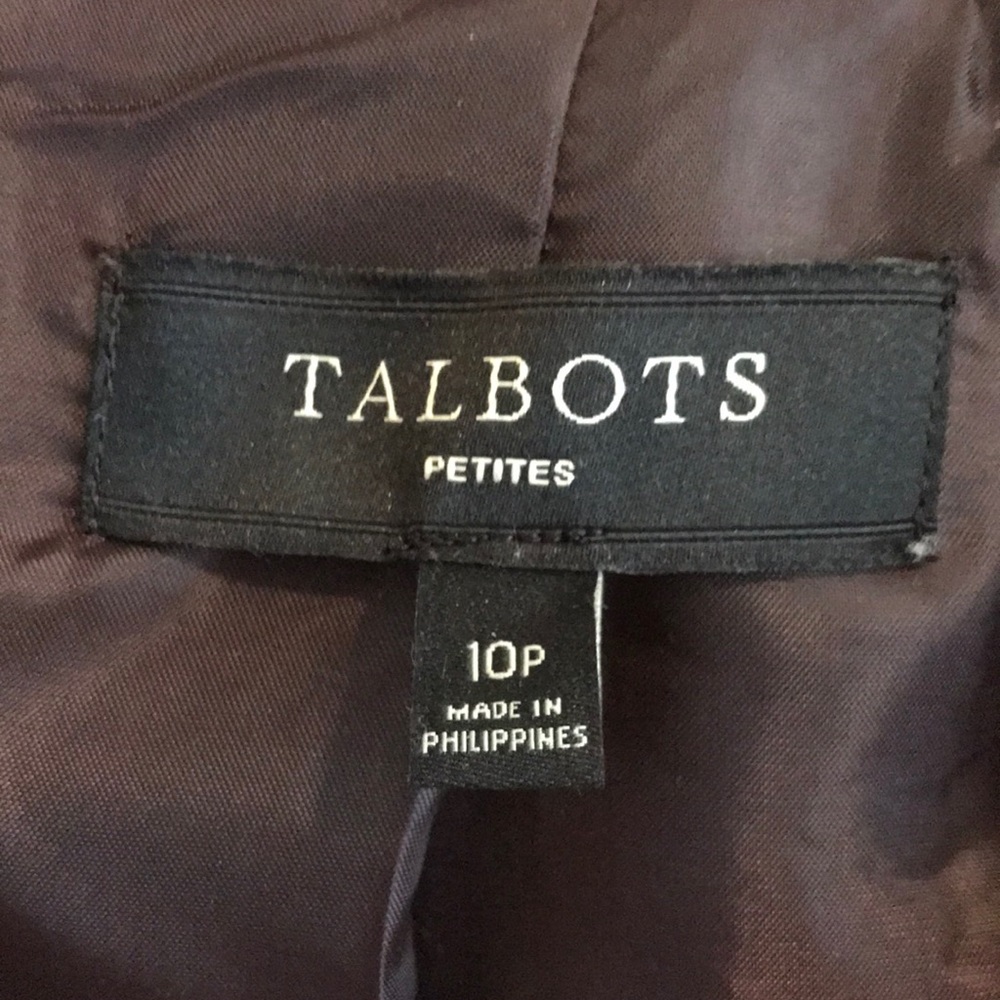 TALBOTS
PETITES
10P
MADE IN
PHILIPPINES